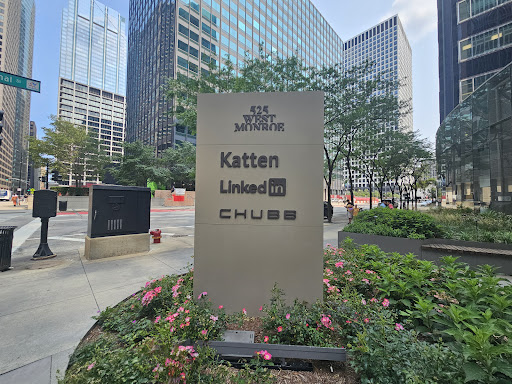 525
WEST
MONROE
Katten
LinkedIn
CHUBB